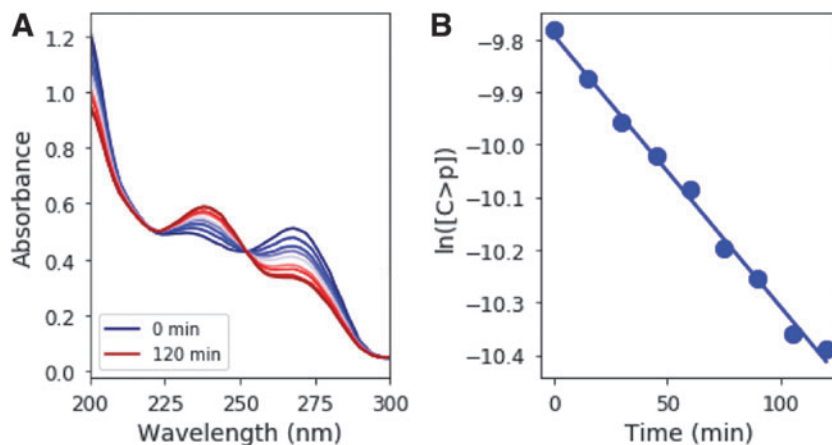 A
1.2
1.0
0.8
0.6
0.4
0.2
0.0
Absorbance
0 min
120 min
200 225 250 275 300
Wavelength (nm)
B
−9.8
−9.9
−10.0
−10.1
−10.2
−10.3
−10.4
ln([C>p])
0 50 100
Time (min)